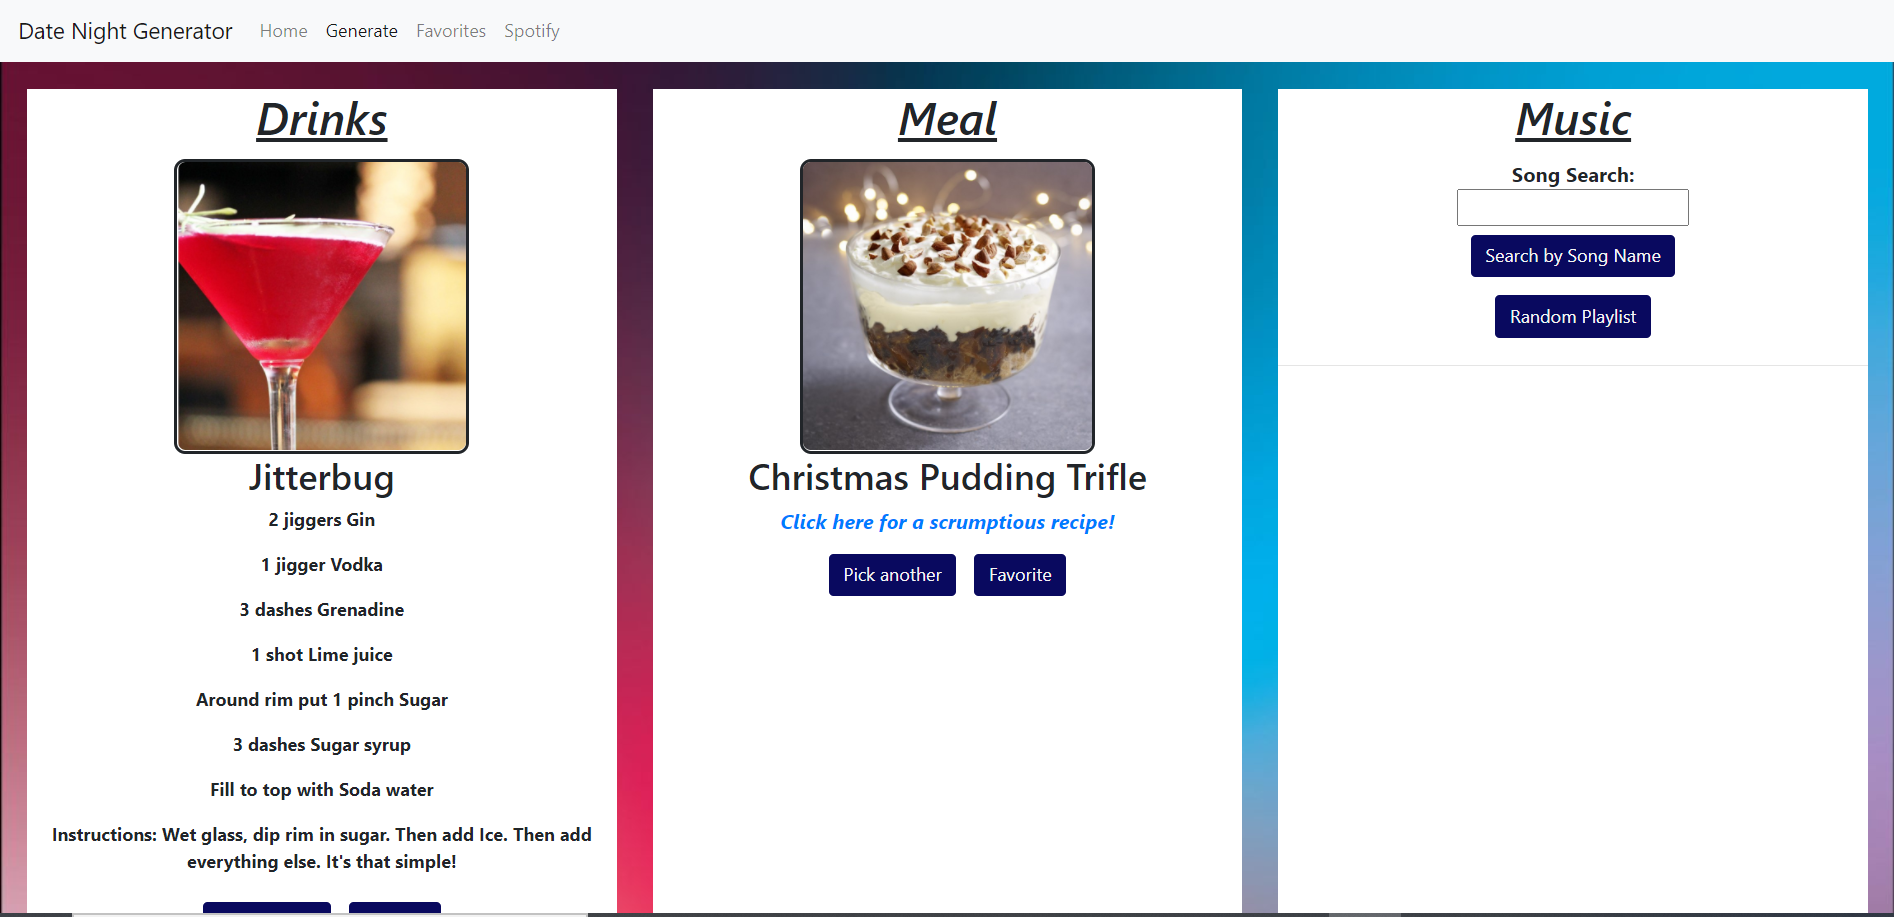 Date Night Generator Home Generate Favorites Spotify
Drinks
Jitterbug
2 jiggers Gin
1 jigger Vodka
3 dashes Grenadine
1 shot Lime juice
Around rim put 1 pinch Sugar
3 dashes Sugar syrup
Fill to top with Soda water
Instructions: Wet glass, dip rim in sugar. Then add Ice. Then add
everything else. It's that simple!
Meal
Christmas Pudding Trifle
Click here for a scrumptious recipe!
Pick another Favorite
Music
Song Search:
Search by Song Name
Random Playlist